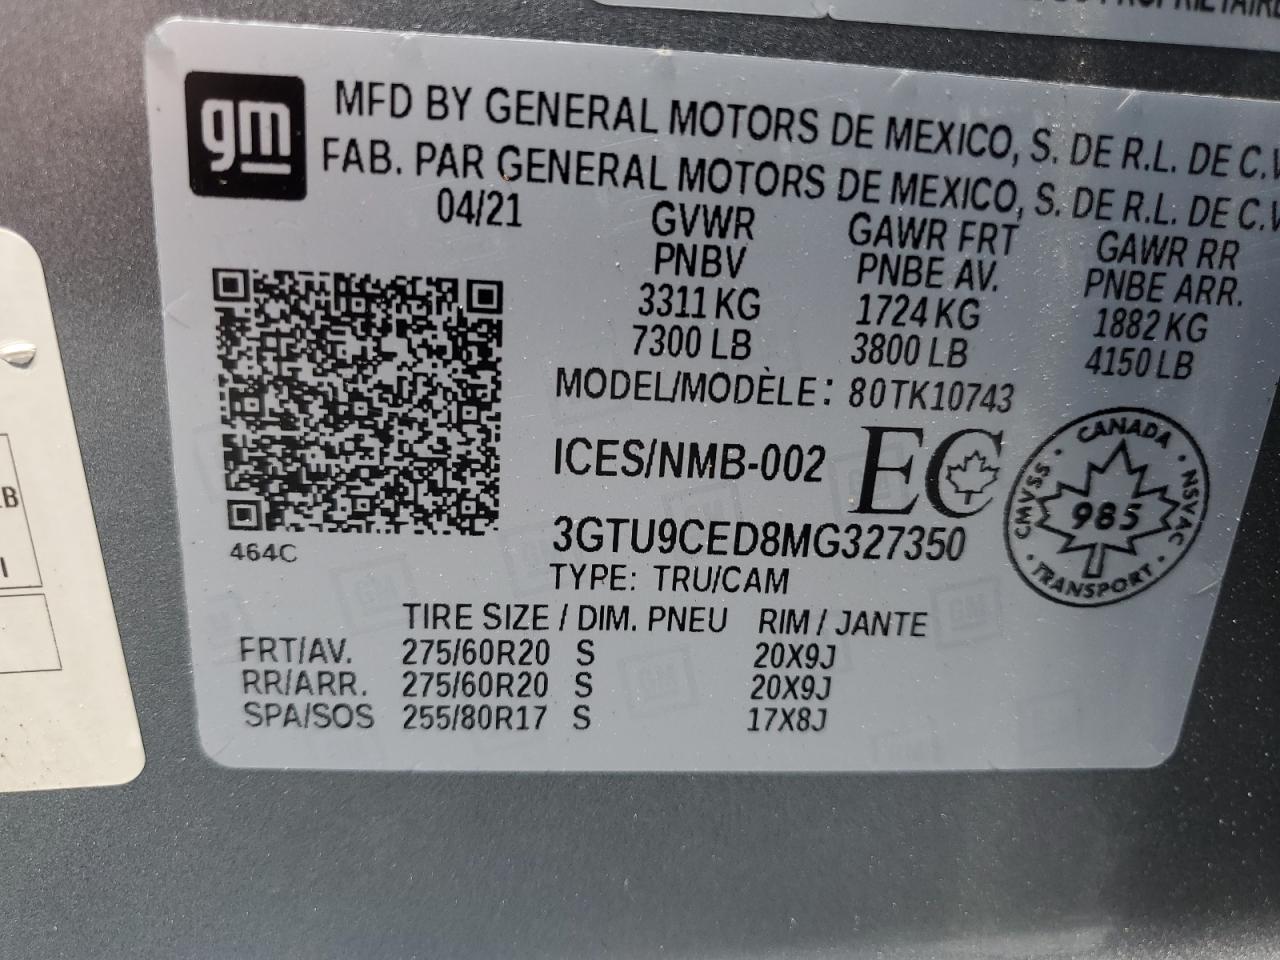 gm
MFD BY GENERAL MOTORS DE MEXICO, S. DE R.L. DE C.V
FAB. PAR GENERAL MOTORS DE MEXICO, S. DE R.L. DE C.V
04/21
GVWR
PNBV
3311 KG
7300 LB
GAWR FRT
PNBE AV.
1724 KG
3800 LB
GAWR RR
PNBE ARR.
1882 KG
4150 LB
MODEL/MODÈLE: 80TK10743
ICES/NMB-002 EC
CANADA
CMVSS • NSVAC
985
TRANSPORT
3GTU9CED8MG327350
464C
TYPE: TRU/CAM
TIRE SIZE / DIM. PNEU RIM / JANTE
FRT/AV. 275/60R20 S 20X9J
RR/ARR. 275/60R20 S 20X9J
SPA/SOS 255/80R17 S 17X8J